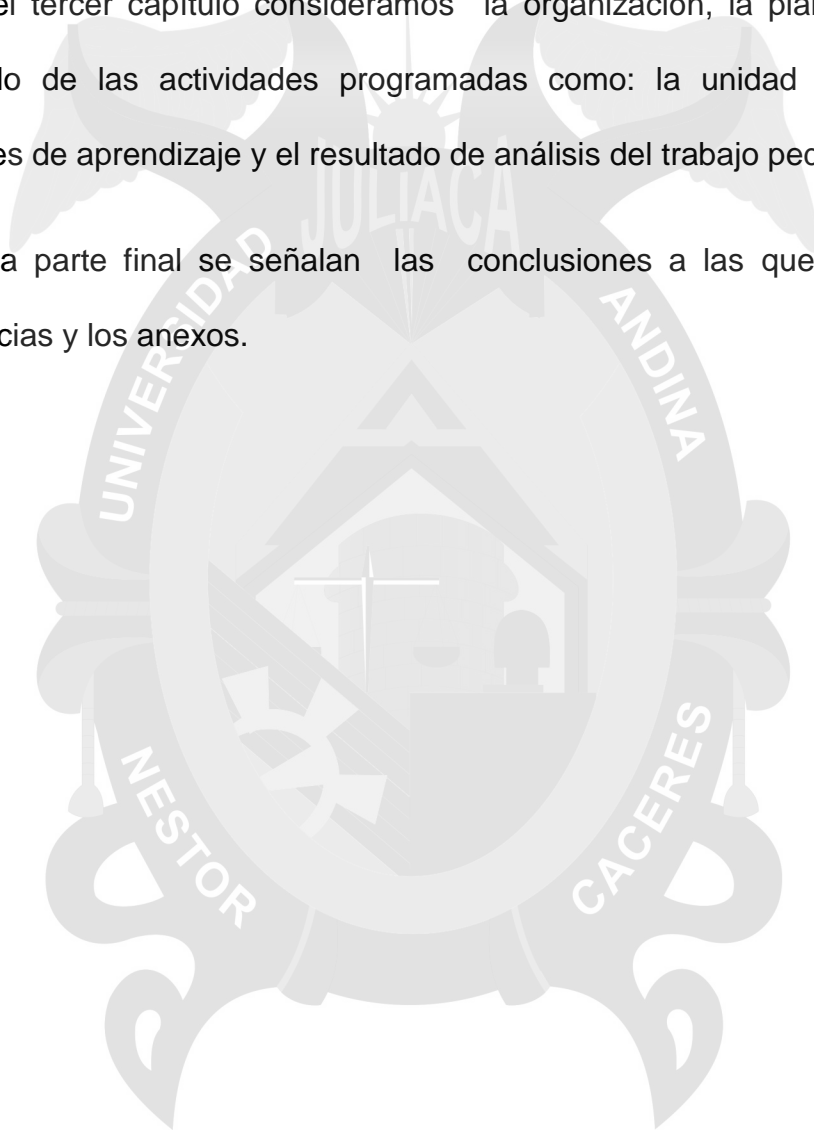 el tercer capítulo consideramos la organización, la plan
lo de las actividades programadas como: la unidad
es de aprendizaje y el resultado de análisis del trabajo ped
a parte final se señalan las conclusiones a las que
cias y los anexos.
UNIVERSIDAD
ANDINA
JULIACA
NESTOR
CACERES